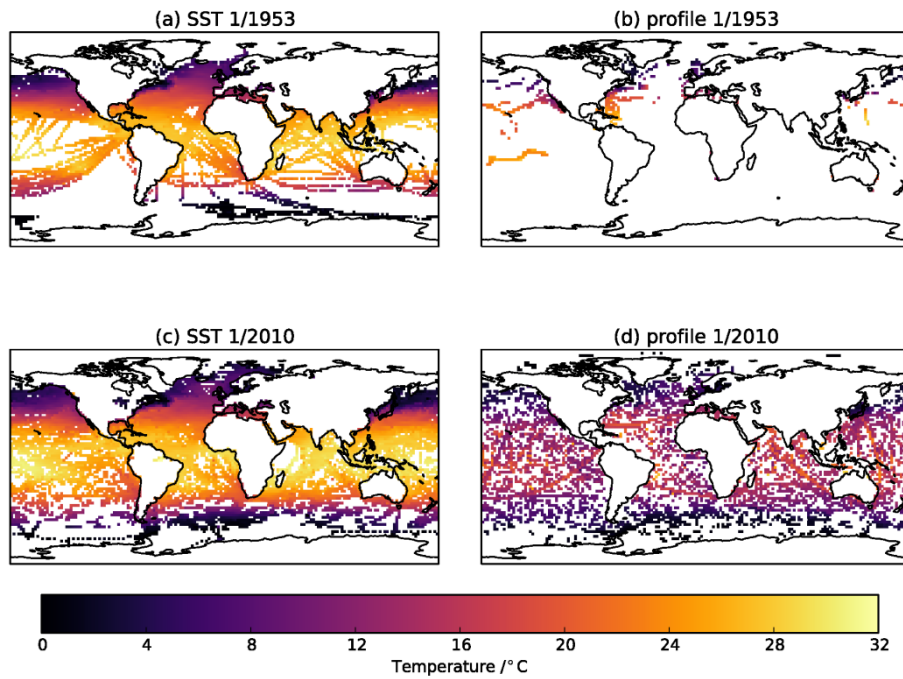 (a) SST 1/1953
(b) profile 1/1953
(c) SST 1/2010
(d) profile 1/2010
0 4 8 12 16 20 24 28 32
Temperature /°C